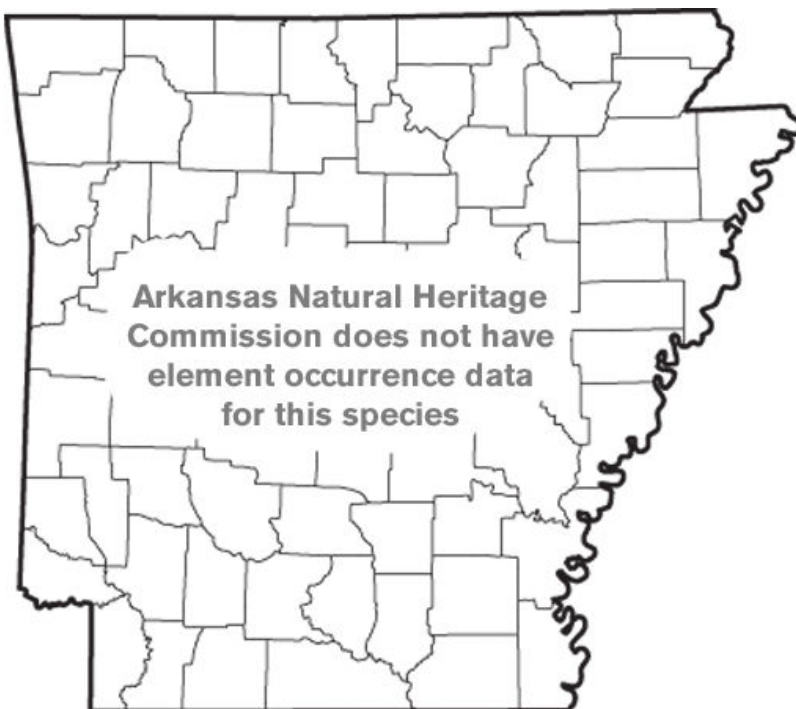 Arkansas Natural Heritage
Commission does not have
element occurrence data
for this species